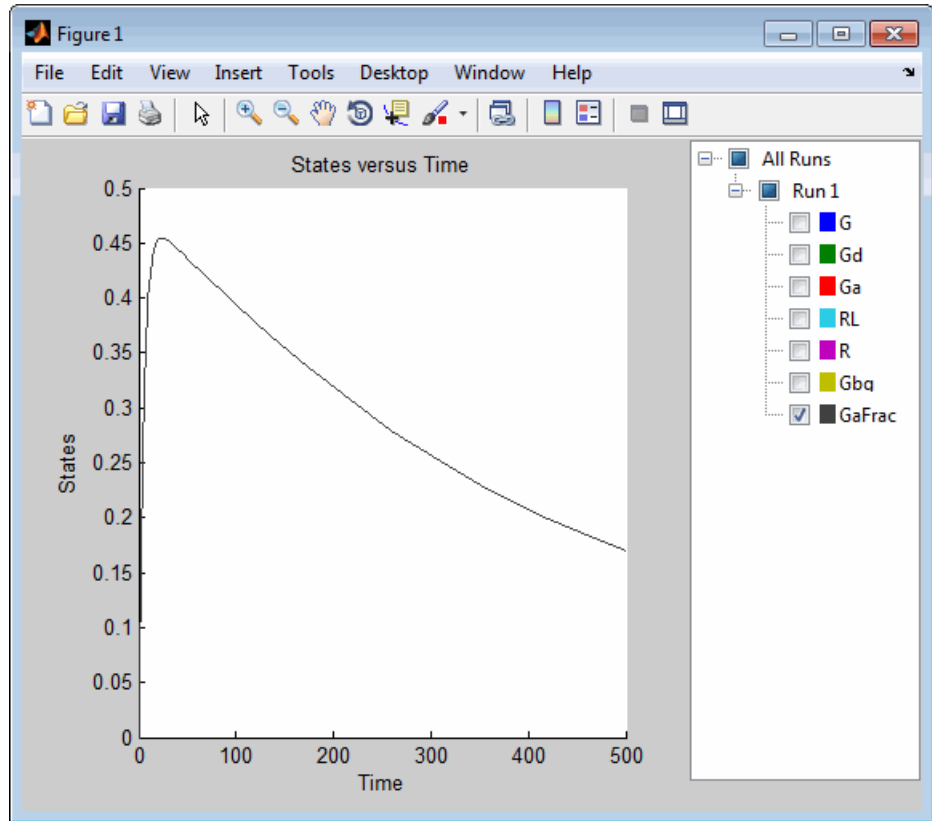 Figure 1
File Edit View Insert Tools Desktop Window Help
States versus Time
0.5
0.45
0.4
0.35
0.3
0.25
0.2
0.15
0.1
0.05
0
States
0 100 200 300 400 500
Time
All Runs
Run 1
G
Gd
Ga
RL
R
Gbg
GaFrac